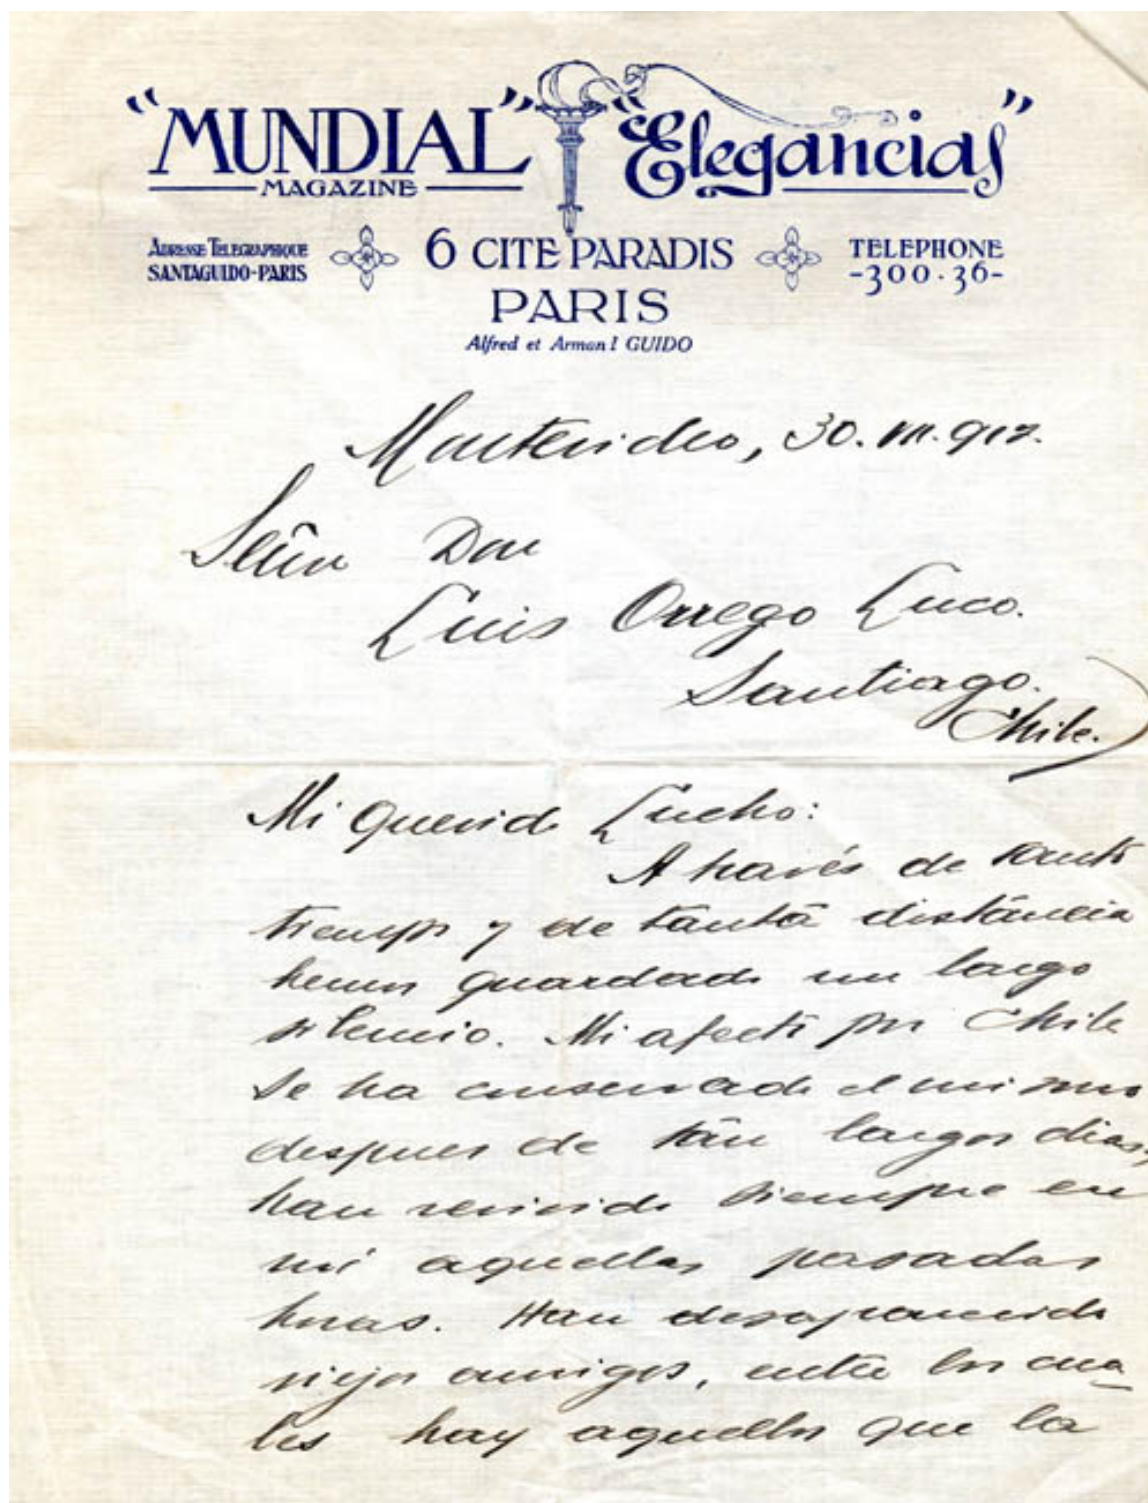 "MUNDIAL" "Elegancias"
MAGAZINE
ADRESSE TELEGRAPHIQUE
SANTAGUIDO-PARIS
6 CITE PARADIS
TELEPHONE
-300.36-
PARIS
Alfred et Armand GUIDO
Montevideo, 30. VII. 912.
Señor Don
Luis Orrego Luco.
Santiago.
Chile.
Mi querido Lucho:
A través de tanto
tiempo y de tanta distancia
hemos guardado un largo
silencio. Mi afecto por Chile
se ha conservado el mismo
despues de tan largos dias,
han revivido siempre en
mí aquellas pasadas
horas. Han desaparecido
viejos amigos, entre los cua-
les hay aquellos que la